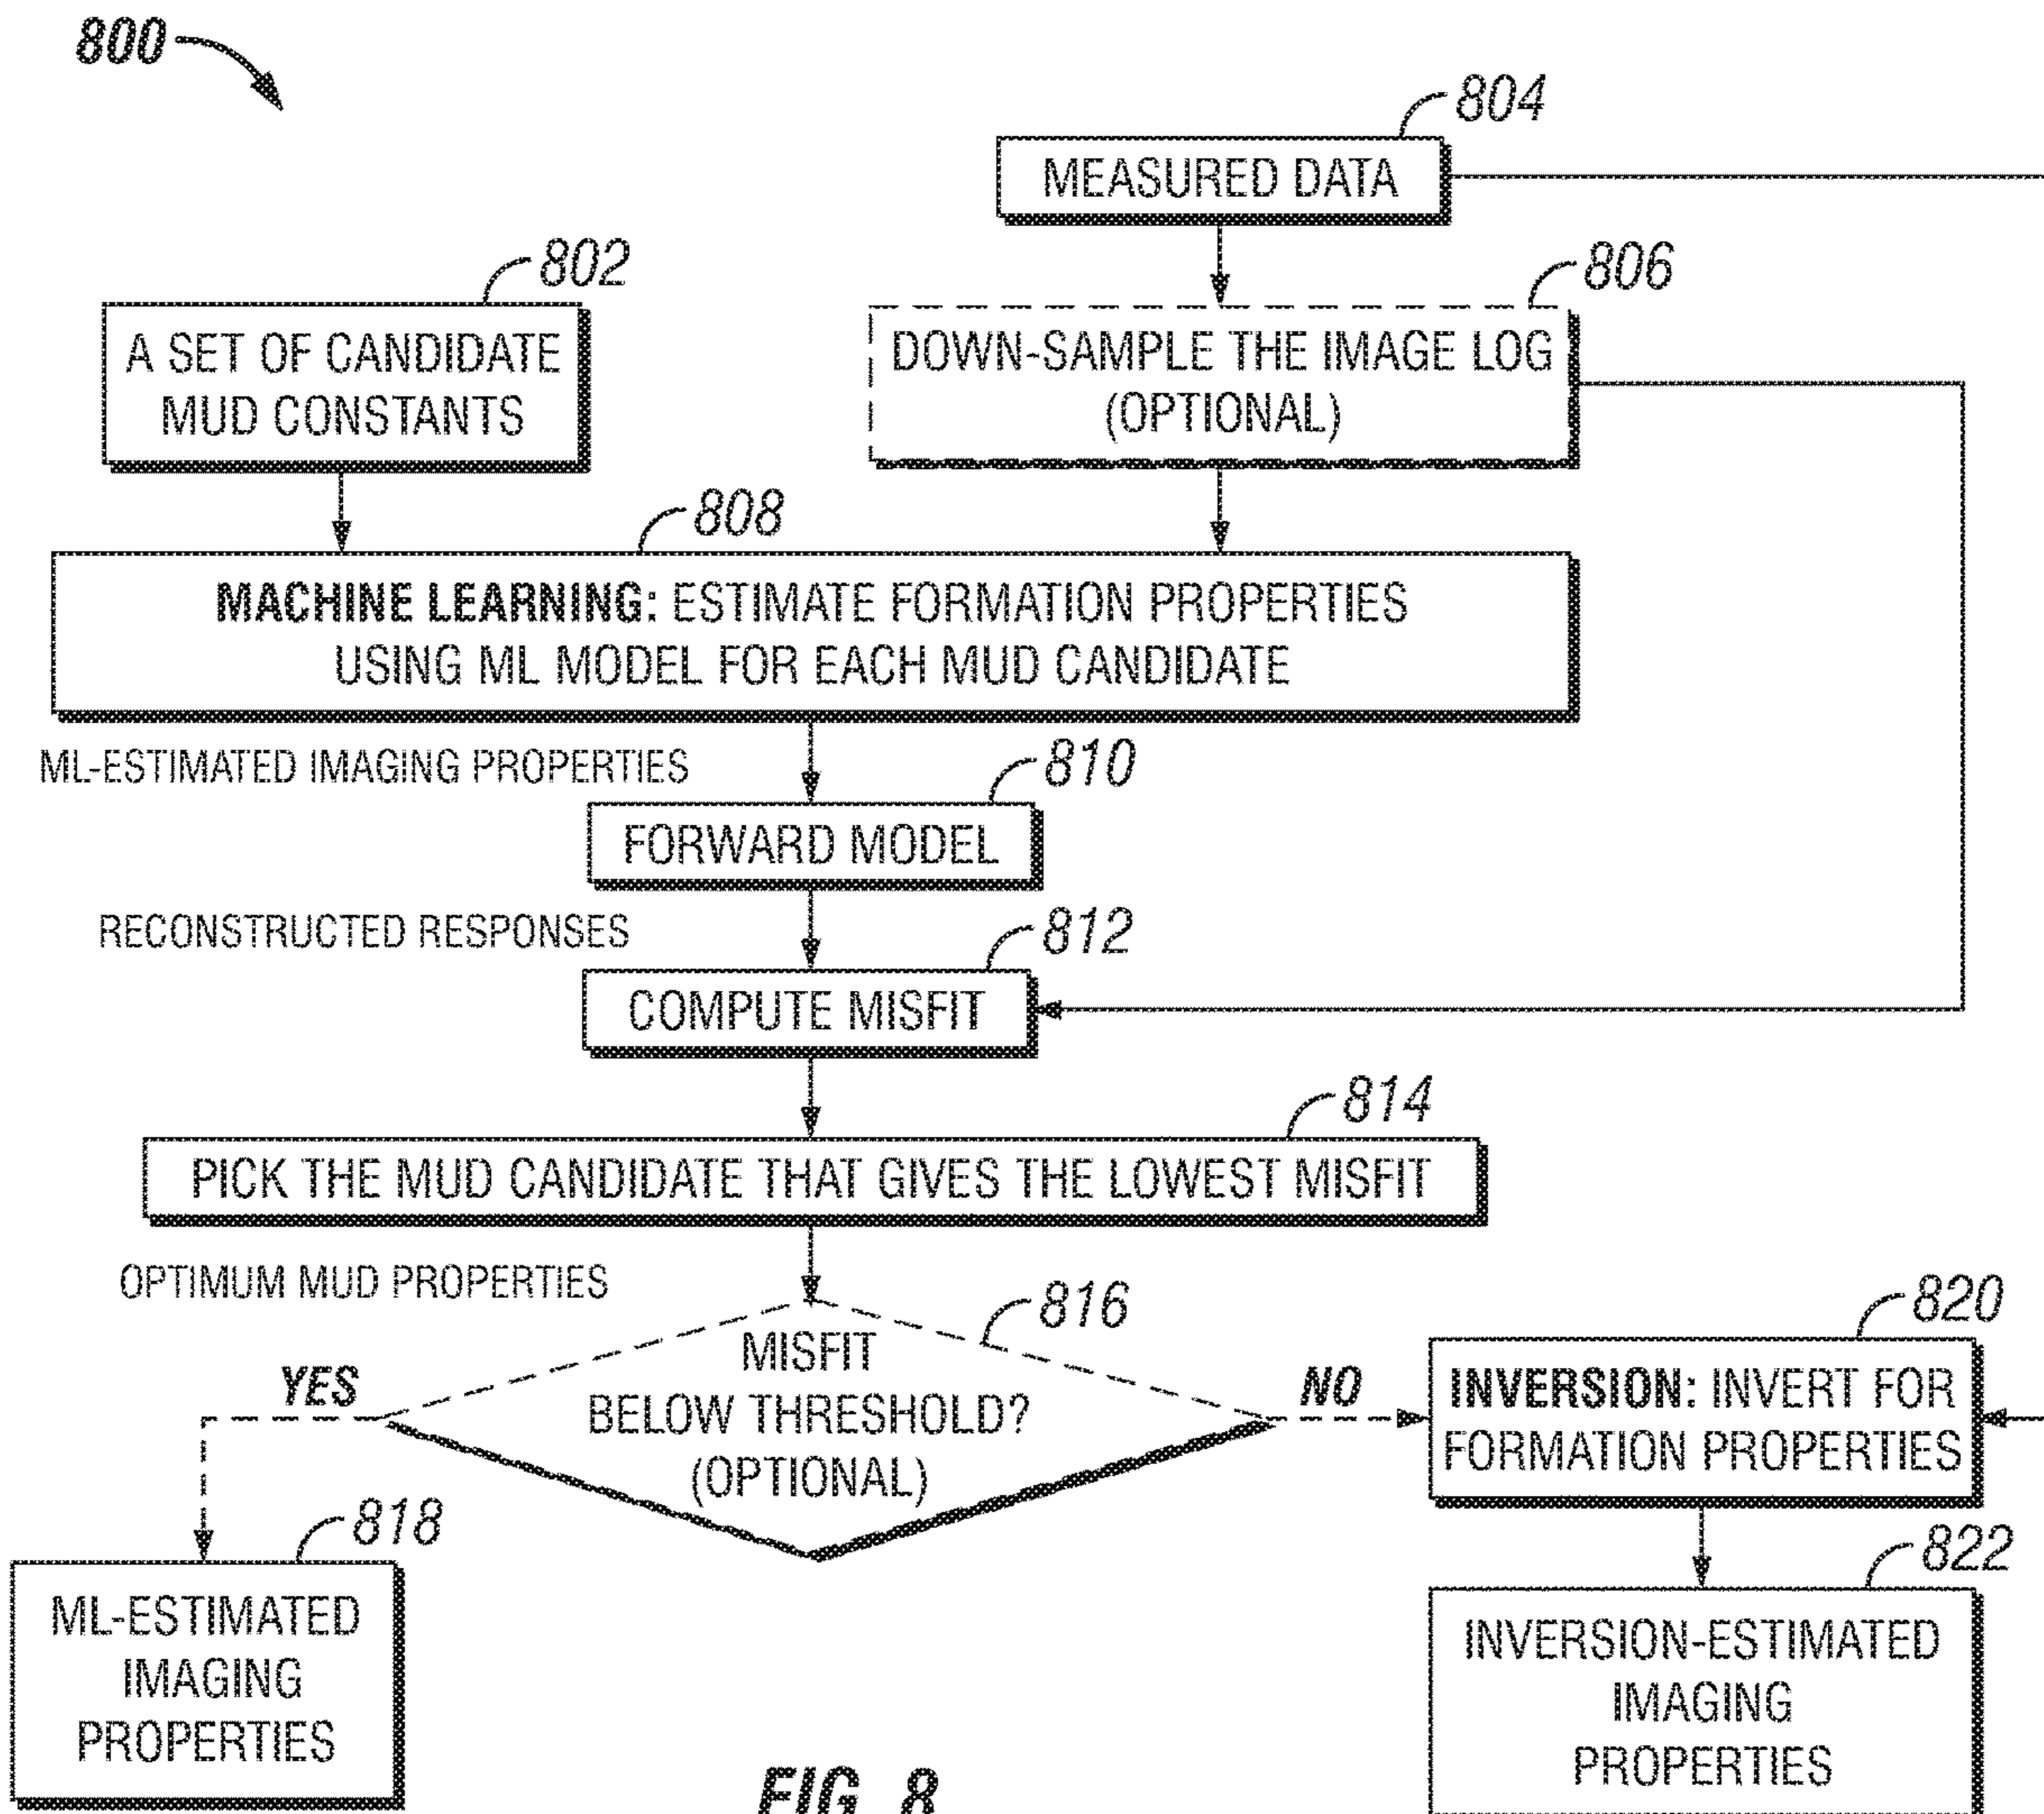 800
804
MEASURED DATA
802
806
A SET OF CANDIDATE
MUD CONSTANTS
DOWN-SAMPLE THE IMAGE LOG
(OPTIONAL)
808
MACHINE LEARNING: ESTIMATE FORMATION PROPERTIES
USING ML MODEL FOR EACH MUD CANDIDATE
ML-ESTIMATED IMAGING PROPERTIES
810
FORWARD MODEL
RECONSTRUCTED RESPONSES
812
COMPUTE MISFIT
814
PICK THE MUD CANDIDATE THAT GIVES THE LOWEST MISFIT
OPTIMUM MUD PROPERTIES
816
MISFIT
BELOW THRESHOLD?
(OPTIONAL)
YES
NO
820
INVERSION: INVERT FOR
FORMATION PROPERTIES
818
ML-ESTIMATED
IMAGING
PROPERTIES
822
INVERSION-ESTIMATED
IMAGING
PROPERTIES
FIG. 8